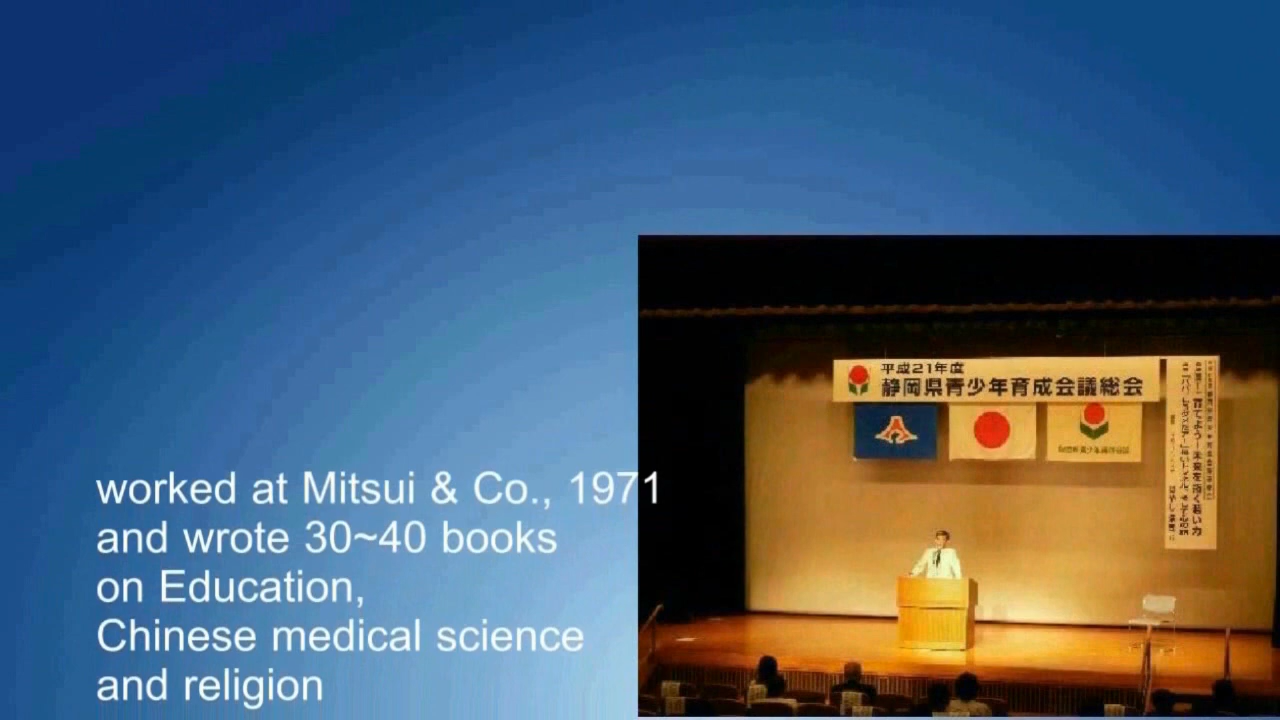 worked at Mitsui & Co., 1971
and wrote 30~40 books
on Education,
Chinese medical science
and religion
平成21年度
静岡県青少年育成会議総会